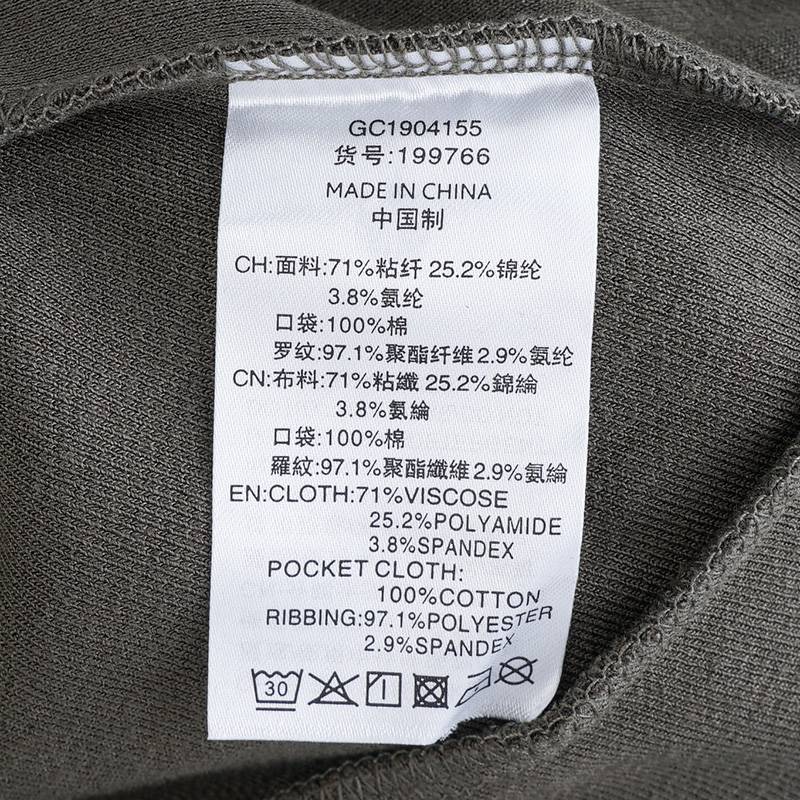 GC1904155
货号:199766
MADE IN CHINA
中国制
CH:面料:71%粘纤 25.2%锦纶
3.8%氨纶
口袋:100%棉
罗纹:97.1%聚酯纤维 2.9%氨纶
CN:布料:71%粘纖 25.2%錦綸
3.8%氨綸
口袋:100%棉
羅紋:97.1%聚酯纖維 2.9%氨綸
EN:CLOTH:71%VISCOSE
25.2%POLYAMIDE
3.8%SPANDEX
POCKET CLOTH:
100%COTTON
RIBBING:97.1%POLYESTER
2.9%SPANDEX
30